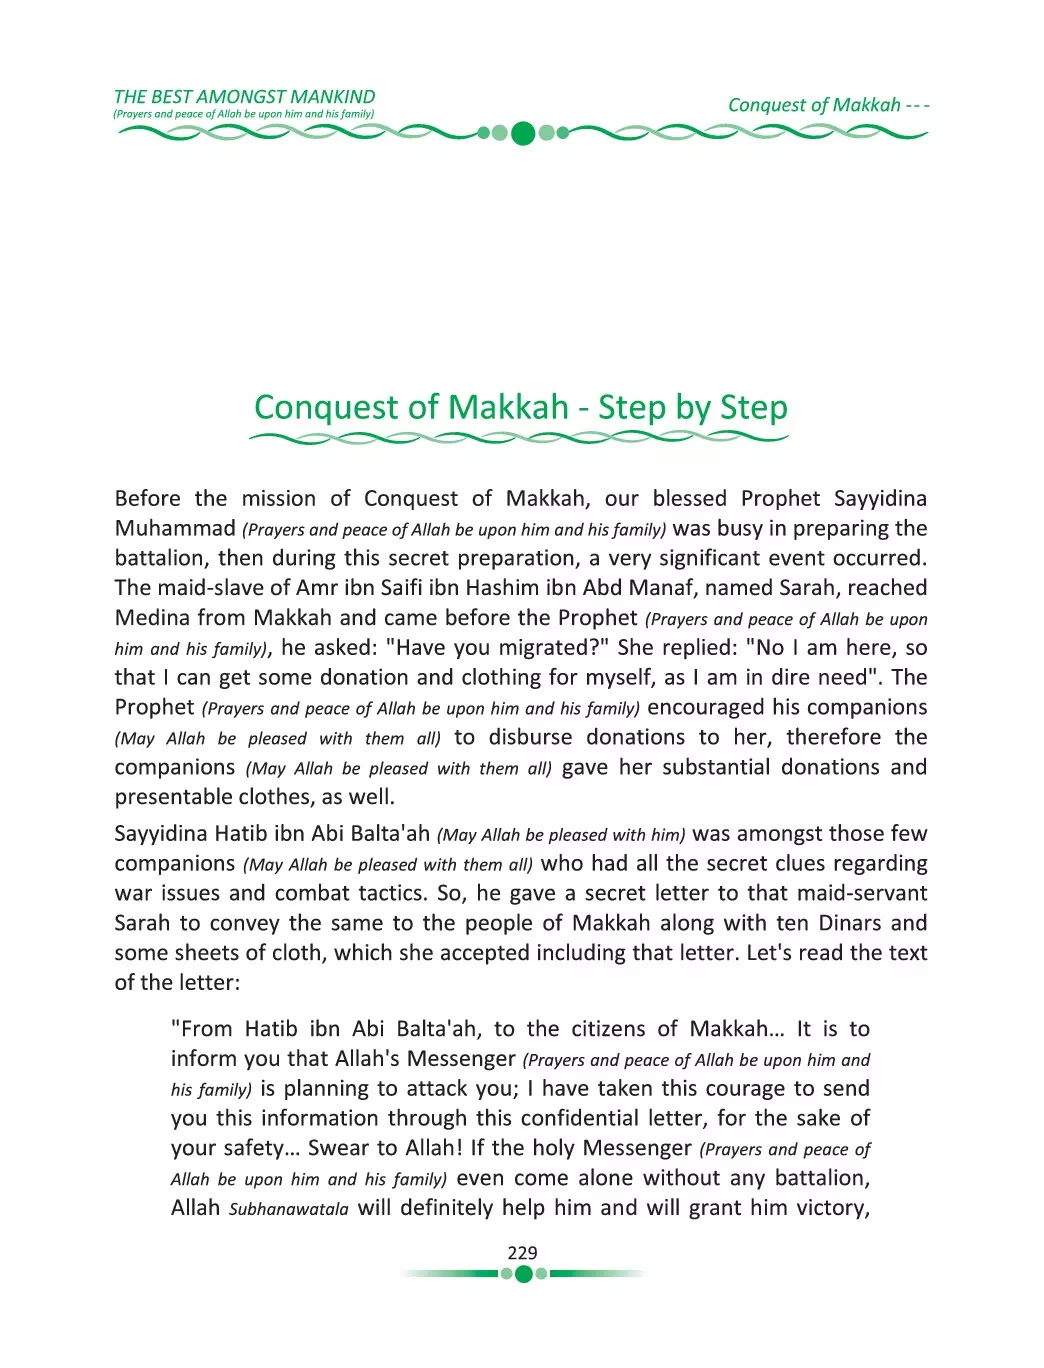 THE BEST AMONGST MANKIND
(Prayers and peace of Allah be upon him and his family)
Conquest of Makkah ---
Conquest of Makkah - Step by Step
Before the mission of Conquest of Makkah, our blessed Prophet Sayyidina
Muhammad (Prayers and peace of Allah be upon him and his family) was busy in preparing the
battalion, then during this secret preparation, a very significant event occurred.
The maid-slave of Amr ibn Saifi ibn Hashim ibn Abd Manaf, named Sarah, reached
Medina from Makkah and came before the Prophet (Prayers and peace of Allah be upon
him and his family), he asked: "Have you migrated?" She replied: "No I am here, so
that I can get some donation and clothing for myself, as I am in dire need". The
Prophet (Prayers and peace of Allah be upon him and his family) encouraged his companions
(May Allah be pleased with them all) to disburse donations to her, therefore the
companions (May Allah be pleased with them all) gave her substantial donations and
presentable clothes, as well.
Sayyidina Hatib ibn Abi Balta'ah (May Allah be pleased with him) was amongst those few
companions (May Allah be pleased with them all) who had all the secret clues regarding
war issues and combat tactics. So, he gave a secret letter to that maid-servant
Sarah to convey the same to the people of Makkah along with ten Dinars and
some sheets of cloth, which she accepted including that letter. Let's read the text
of the letter:
"From Hatib ibn Abi Balta'ah, to the citizens of Makkah… It is to
inform you that Allah's Messenger (Prayers and peace of Allah be upon him and
his family) is planning to attack you; I have taken this courage to send
you this information through this confidential letter, for the sake of
your safety… Swear to Allah! If the holy Messenger (Prayers and peace of
Allah be upon him and his family) even come alone without any battalion,
Allah Subhanawatala will definitely help him and will grant him victory,
229